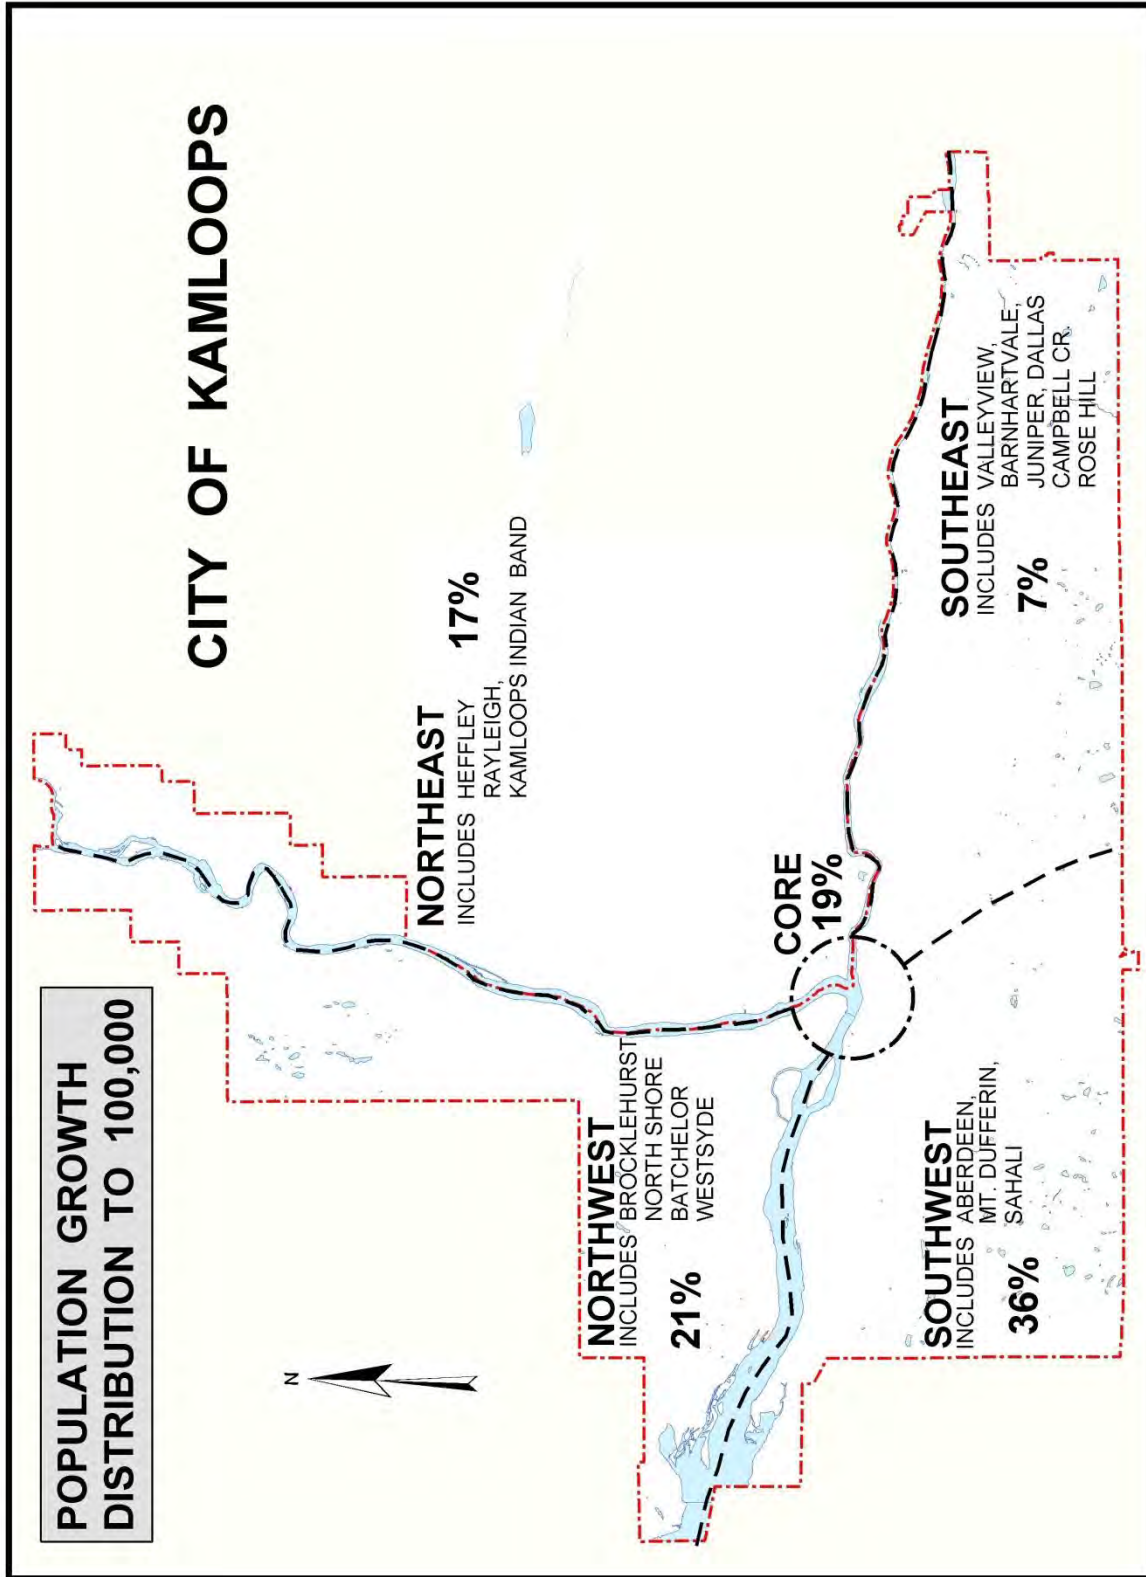 POPULATION GROWTH
DISTRIBUTION TO 100,000
CITY OF KAMLOOPS
N
NORTHEAST
INCLUDES HEFFLEY
RAYLEIGH,
KAMLOOPS INDIAN BAND
17%
NORTHWEST
INCLUDES BROCKLEHURST
NORTH SHORE
BATCHELOR
WESTSYDE
21%
CORE
19%
SOUTHWEST
INCLUDES ABERDEEN,
MT. DUFFERIN,
SAHALI
36%
SOUTHEAST
INCLUDES VALLEYVIEW,
BARNHARTVALE,
JUNIPER, DALLAS
CAMPBELL CR.
ROSE HILL
7%